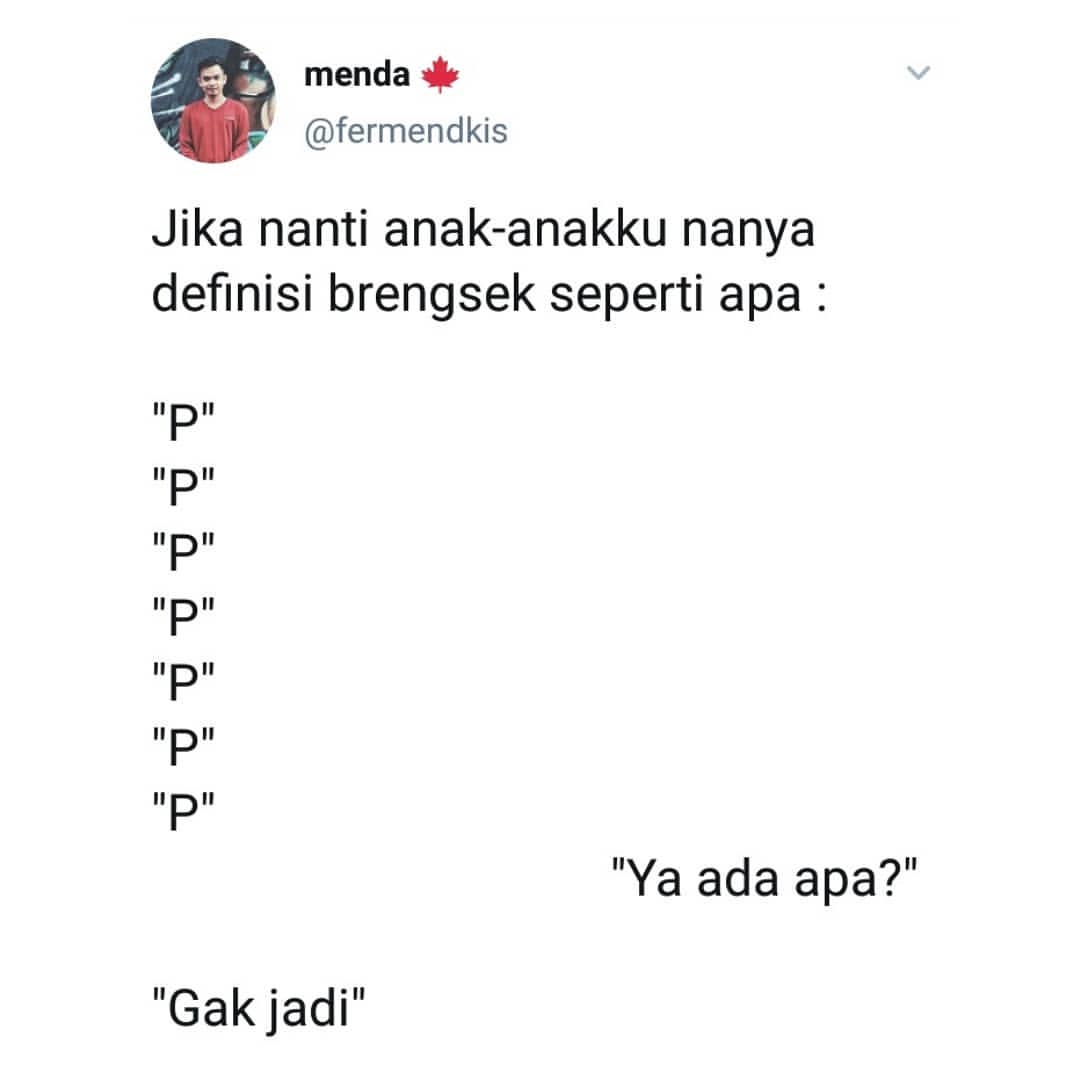 menda 🍁
@fermendkis
Jika nanti anak-anakku nanya
definisi brengsek seperti apa :
"P"
"P"
"P"
"P"
"P"
"P"
"P"
"Ya ada apa?"
"Gak jadi"